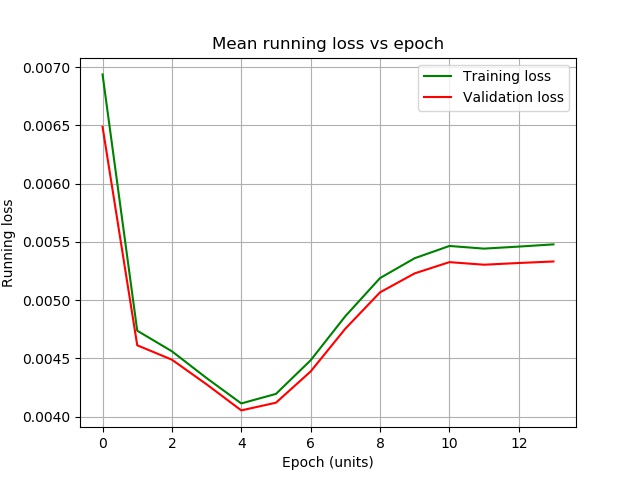 Mean running loss vs epoch
Training loss
Validation loss
0.0070
0.0065
0.0060
0.0055
0.0050
0.0045
0.0040
Running loss
0 2 4 6 8 10 12
Epoch (units)